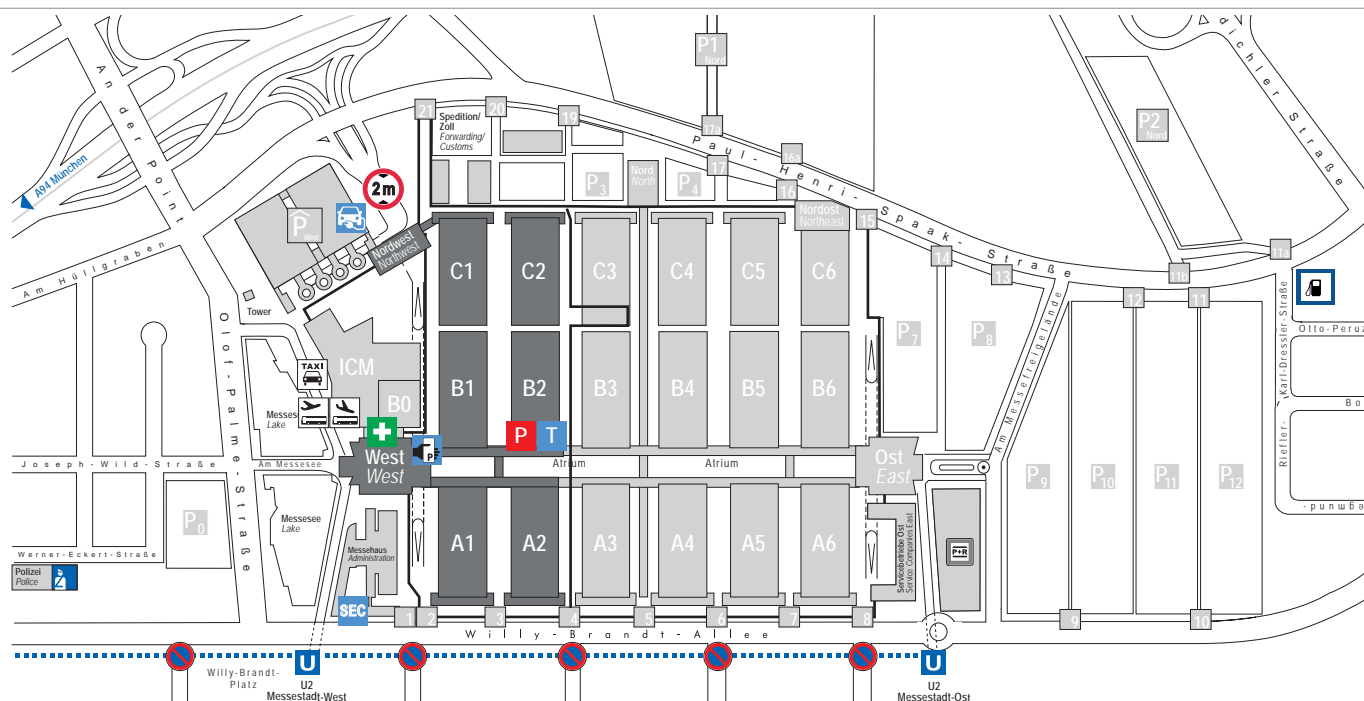 An der Point
A94 München
Am Hüllgraben
Olof-Palme-Straße
Joseph-Wild-Straße
Am Messesee
Werner-Eckert-Straße
Polizei
Police
P0
P
West
2m
Tower
ICM
B0
TAXI
Messes
Lake
Messesee
Lake
Messehaus
Administration
SEC
West
West
P
Nordwest
Northwest
21
20
19
Spedition/
Zoll
Forwarding/
Customs
P3
Nord
North
P4
P1
Nord
17a
17
16a
16
Nordost
Northeast
15
14
13
Paul-Henri-Spaak-Straße
P2
Nord
dichler Straße
11b
11a
12
11
C1
C2
C3
C4
C5
C6
B1
B2
B3
B4
B5
B6
P
T
Atrium
Atrium
A1
A2
A3
A4
A5
A6
Ost
East
Servicebetriebe Ost
Service Companies East
P+R
P7
P8
Am Messefreigelände
P9
P10
P11
P12
Karl-Dressler-Straße
Riefler-
Otto-Peruz
Bo
egmund-
1
2
3
4
5
6
7
8
9
10
Willy-Brandt-Allee
Willy-Brandt-
Platz
U
U2
Messestadt-West
U
U2
Messestadt-Ost